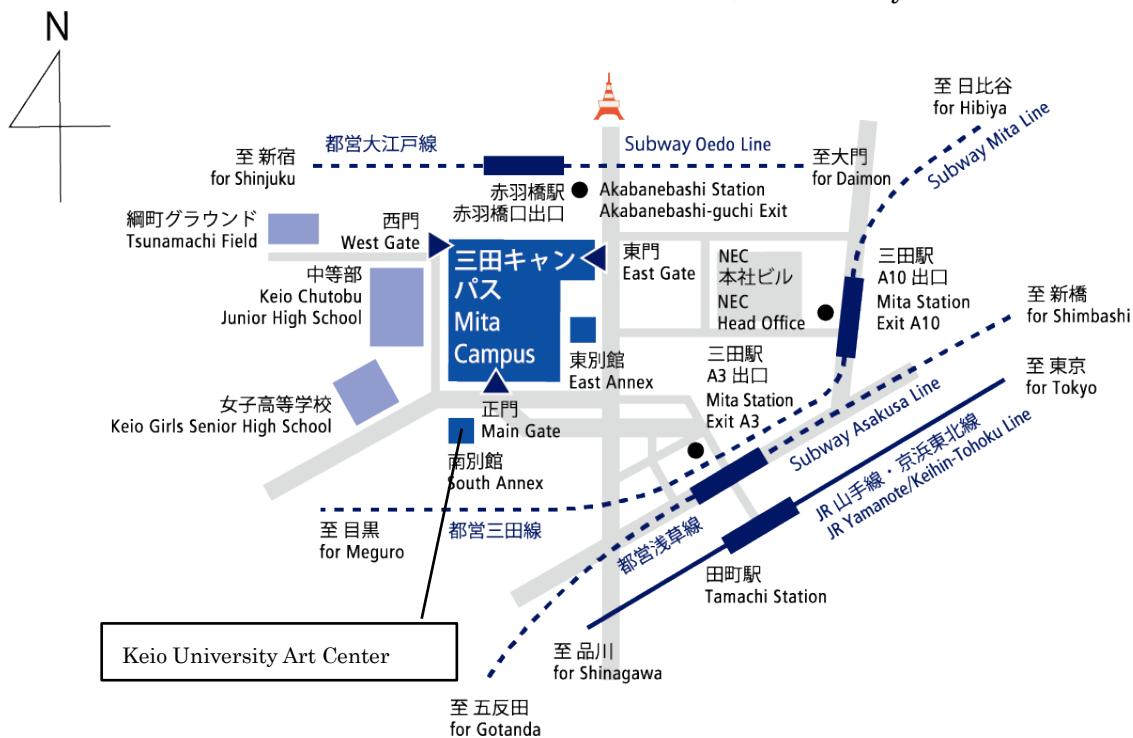 N
至 日比谷
for Hibiya
Subway Mita Line
都営大江戸線
Subway Oedo Line
至 新宿
for Shinjuku
至大門
for Daimon
赤羽橋駅
赤羽橋口出口
Akabanebashi Station
Akabanebashi-guchi Exit
綱町グラウンド
Tsunamachi Field
西門
West Gate
三田キャン
パス
Mita
Campus
東門
East Gate
NEC
本社ビル
NEC
Head Office
三田駅
A10 出口
Mita Station
Exit A10
至 新橋
for Shimbashi
中等部
Keio Chutobu
Junior High School
東別館
East Annex
三田駅
A3 出口
Mita Station
Exit A3
至 東京
for Tokyo
女子高等学校
Keio Girls Senior High School
正門
Main Gate
南別館
South Annex
Subway Asakusa Line
JR 山手線・京浜東北線
JR Yamanote/Keihin-Tohoku Line
至 目黒
for Meguro
都営三田線
都営浅草線
田町駅
Tamachi Station
Keio University Art Center
至 品川
for Shinagawa
至 五反田
for Gotanda